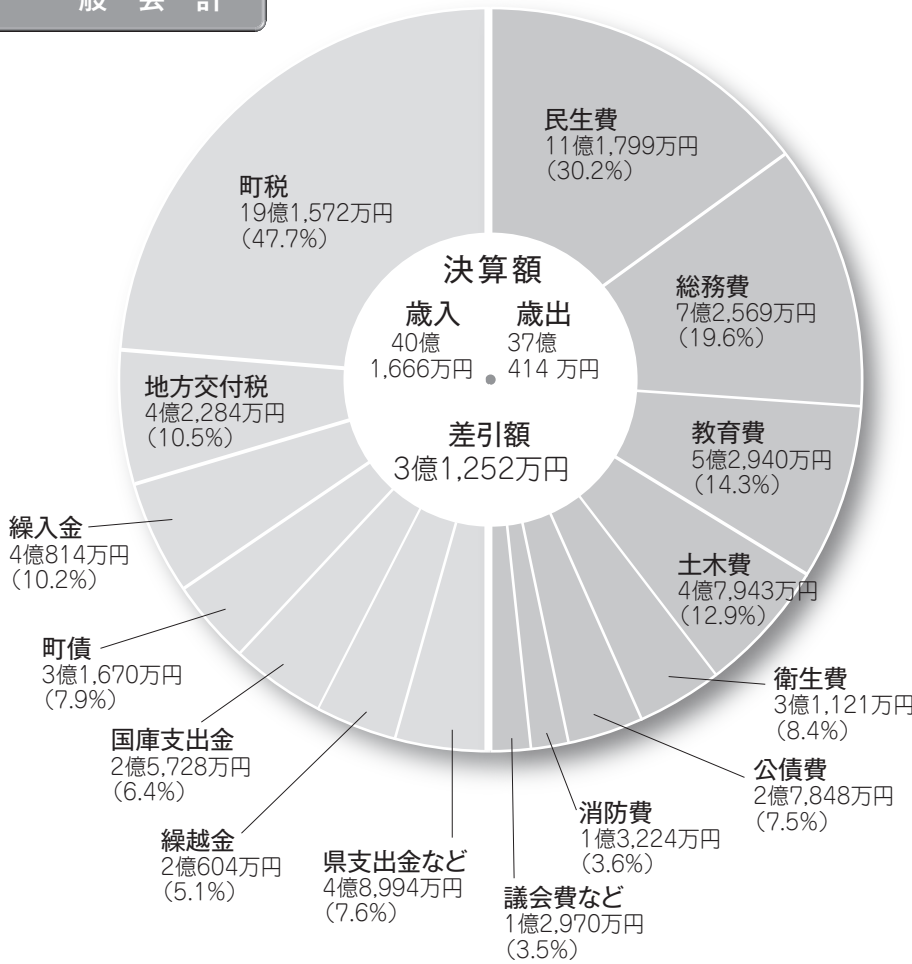 般会計
決算額
歳入 歳出
40億 37億
1,666万円 414 万円
差引額
3億1,252万円
町税
19億1,572万円
（47.7%）
地方交付税
4億2,284万円
（10.5%）
繰入金
4億814万円
（10.2%）
町債
3億1,670万円
（7.9%）
国庫支出金
2億5,728万円
（6.4%）
繰越金
2億604万円
（5.1%）
県支出金など
4億8,994万円
（7.6%）
民生費
11億1,799万円
（30.2%）
総務費
7億2,569万円
（19.6%）
教育費
5億2,940万円
（14.3%）
土木費
4億7,943万円
（12.9%）
衛生費
3億1,121万円
（8.4%）
公債費
2億7,848万円
（7.5%）
消防費
1億3,224万円
（3.6%）
議会費など
1億2,970万円
（3.5%）